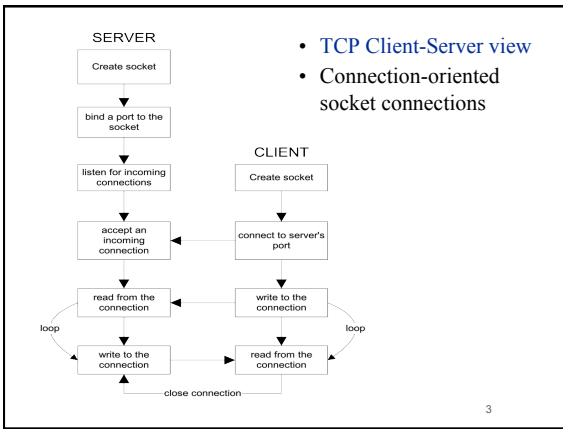 SERVER
Create socket
bind a port to the
socket
listen for incoming
connections
accept an
incoming
connection
read from the
connection
loop
write to the
connection
close connection
CLIENT
Create socket
connect to server's
port
write to the
connection
loop
read from the
connection
• TCP Client-Server view
• Connection-oriented
socket connections
3